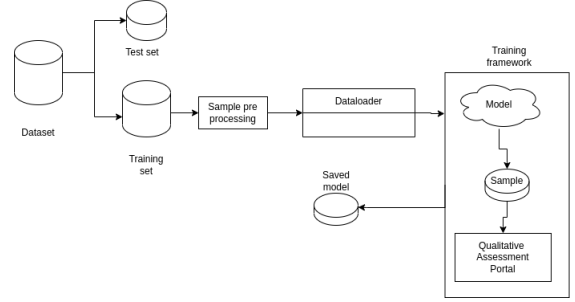 Test set
Dataset
Training
set
Sample pre
processing
Dataloader
Training
framework
Model
Sample
Qualitative
Assessment
Portal
Saved
model